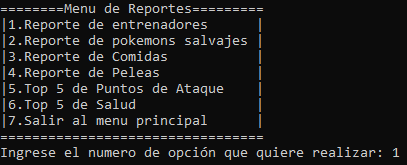 ========Menu de Reportes=========
|1.Reporte de entrenadores      |
|2.Reporte de pokemons salvajes |
|3.Reporte de Comidas           |
|4.Reporte de Peleas            |
|5.Top 5 de Puntos de Ataque    |
|6.Top 5 de Salud               |
|7.Salir al menu principal      |
=================================
Ingrese el numero de opción que quiere realizar: 1